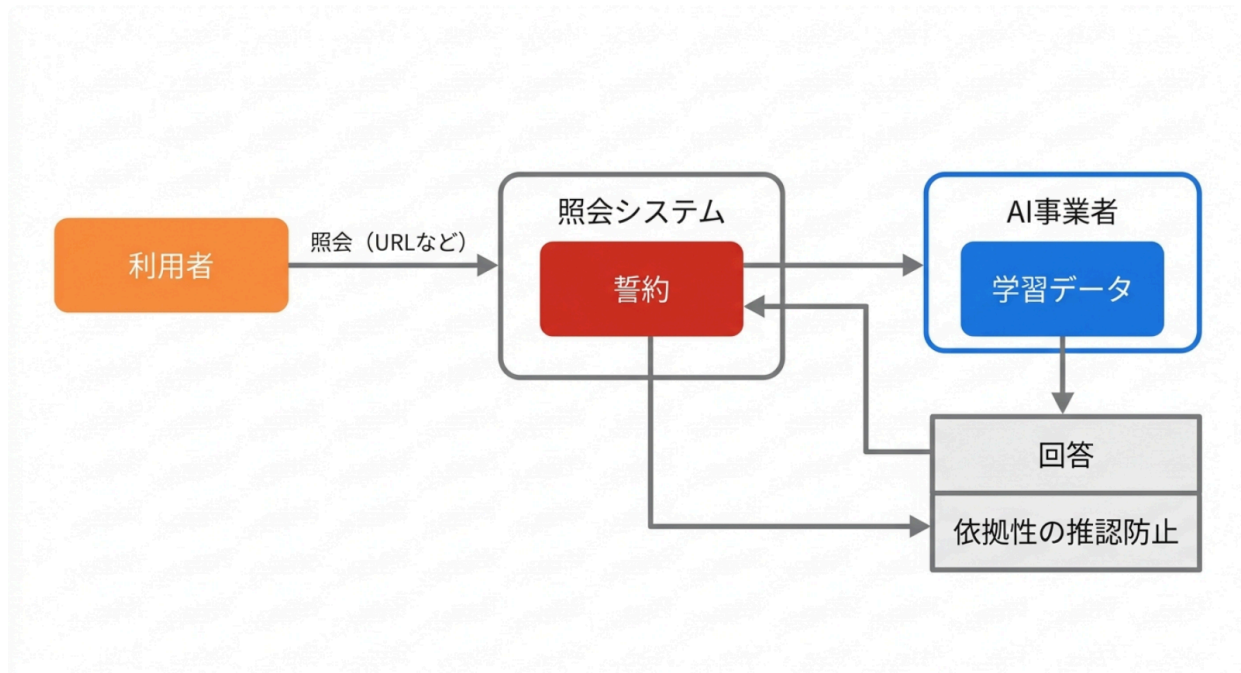 利用者
照会（URLなど）
照会システム
誓約
AI事業者
学習データ
回答
依拠性の推認防止